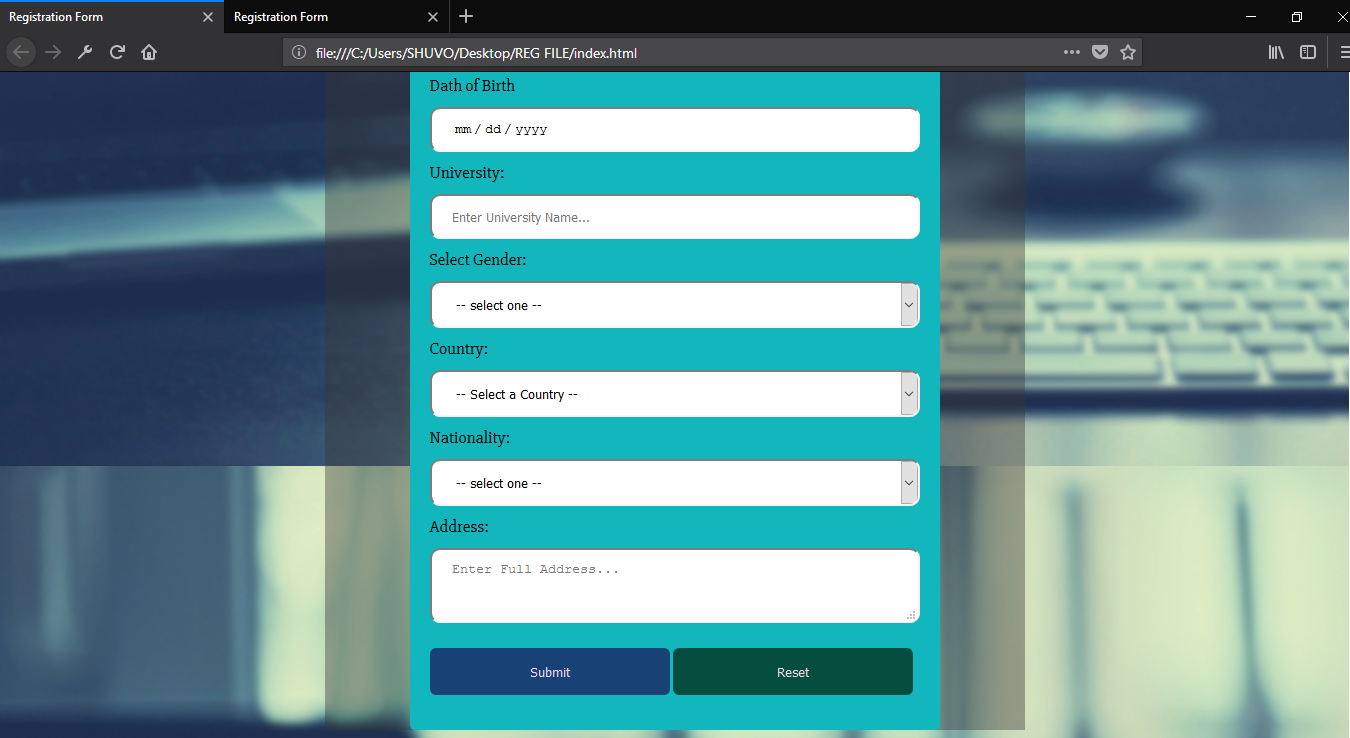 Registration Form
Registration Form
file:///C:/Users/SHUVO/Desktop/REG FILE/index.html
Dath of Birth
mm / dd / yyyy
University:
Enter University Name...
Select Gender:
-- select one --
Country:
-- Select a Country --
Nationality:
-- select one --
Address:
Enter Full Address...
Submit
Reset